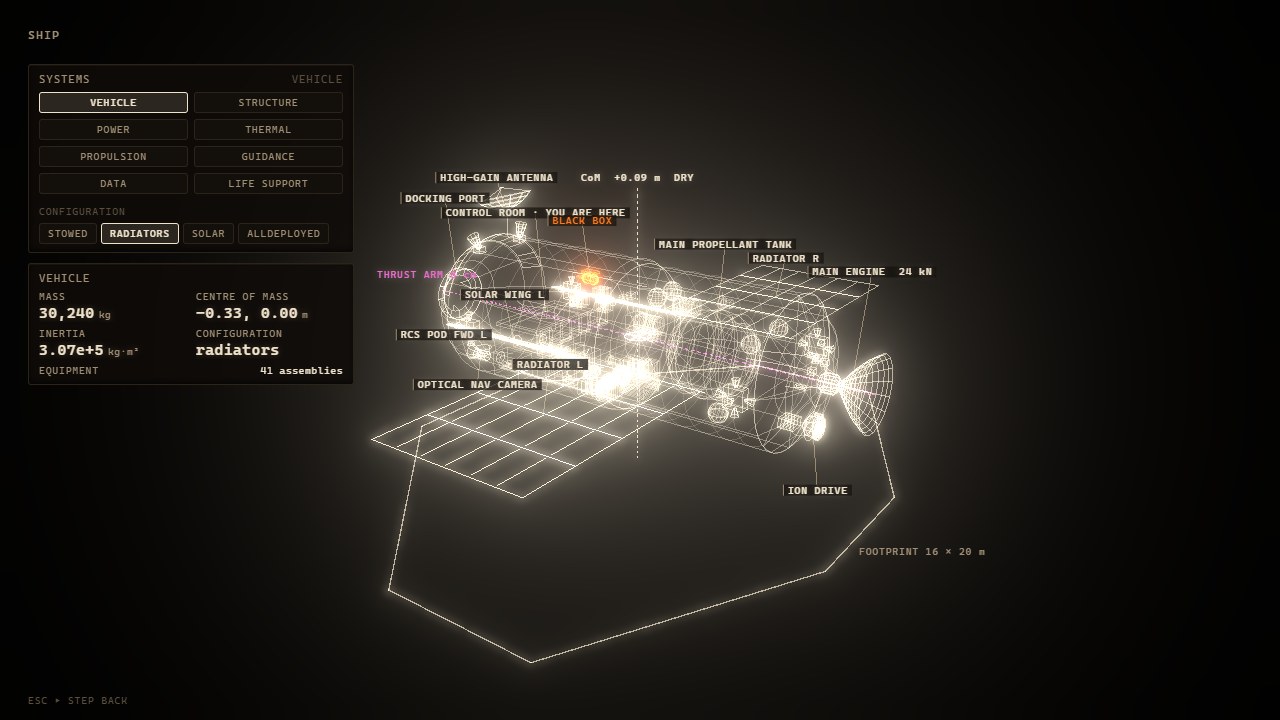 SHIP
SYSTEMS VEHICLE
VEHICLE STRUCTURE
POWER THERMAL
PROPULSION GUIDANCE
DATA LIFE SUPPORT
CONFIGURATION
STOWED RADIATORS SOLAR ALLDEPLOYED
VEHICLE
MASS CENTRE OF MASS
30,240 kg −0.33, 0.00 m
INERTIA CONFIGURATION
3.07e+5 kg·m² radiators
EQUIPMENT 41 assemblies
HIGH−GAIN ANTENNA CoM +0.09 m DRY
DOCKING PORT
CONTROL ROOM · YOU ARE HERE
BLACK BOX
MAIN PROPELLANT TANK
RADIATOR R
MAIN ENGINE 24 kN
THRUST ARM
SOLAR WING L
RCS POD FWD L
RADIATOR L
OPTICAL NAV CAMERA
ION DRIVE
FOOTPRINT 16 × 20 m
ESC ▸ STEP BACK